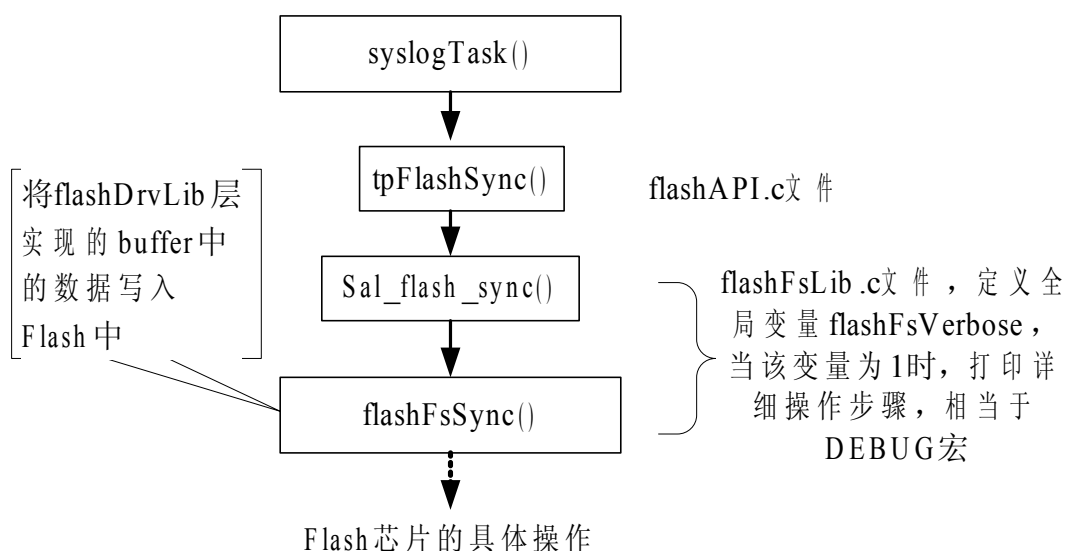 syslogTask()
tpFlashSync()
flashAPI.c文件
将flashDrvLib层
实现的buffer中
的数据写入
Flash中
Sal_flash_sync()
flashFsSync()
flashFsLib.c文件，定义全
局变量flashFsVerbose，
当该变量为1时，打印详
细操作步骤，相当于
DEBUG宏
Flash芯片的具体操作